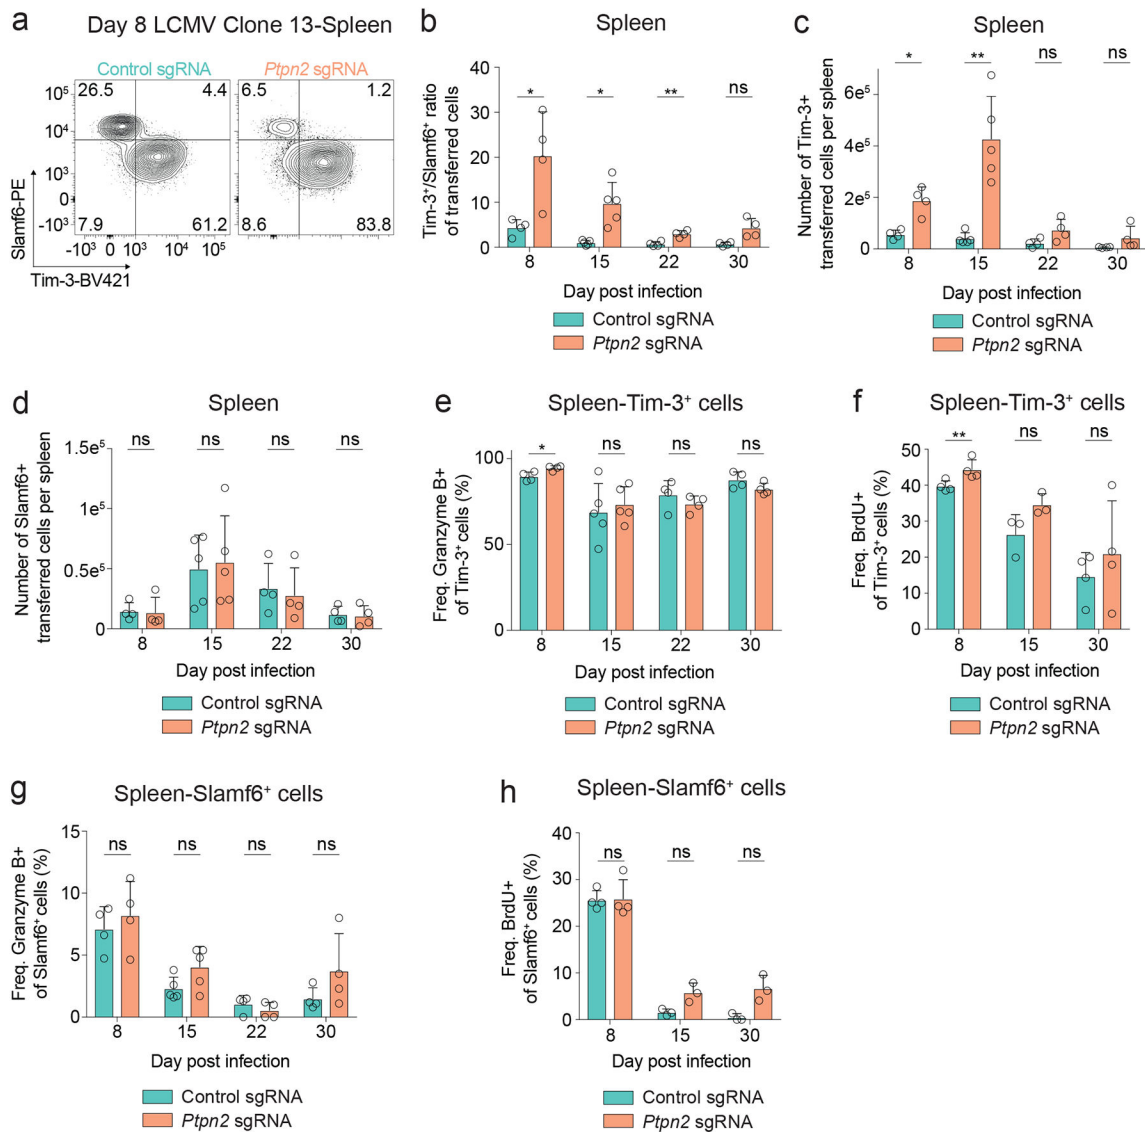 a
Day 8 LCMV Clone 13-Spleen
Control sgRNA
Ptpn2 sgRNA
26.5
4.4
6.5
1.2
7.9
61.2
8.6
83.8
10⁵
10⁴
10³
0
-10³
Slamf6-PE
-10³ 0 10³ 10⁴ 10⁵
-10³ 0 10³ 10⁴ 10⁵
Tim-3-BV421
b
Spleen
Tim-3⁺/Slamf6⁺ ratio
of transferred cells
40
30
20
10
0
* * ** ns
8 15 22 30
Day post infection
Control sgRNA
Ptpn2 sgRNA
c
Spleen
Number of Tim-3+
transferred cells per spleen
6e⁵
4e⁵
2e⁵
0
* ** ns ns
8 15 22 30
Day post infection
Control sgRNA
Ptpn2 sgRNA
d
Spleen
Number of Slamf6+
transferred cells per spleen
1.5e⁵
1e⁵
0.5e⁵
0
ns ns ns ns
8 15 22 30
Day post infection
Control sgRNA
Ptpn2 sgRNA
e
Spleen-Tim-3⁺ cells
Freq. Granzyme B+
of Tim-3⁺ cells (%)
100
50
0
* ns ns ns
8 15 22 30
Day post infection
Control sgRNA
Ptpn2 sgRNA
f
Spleen-Tim-3⁺ cells
Freq. BrdU+
of Tim-3⁺ cells (%)
50
40
30
20
10
0
** ns ns
8 15 30
Day post infection
Control sgRNA
Ptpn2 sgRNA
g
Spleen-Slamf6⁺ cells
Freq. Granzyme B+
of Slamf6⁺ cells (%)
15
10
5
0
ns ns ns ns
8 15 22 30
Day post infection
Control sgRNA
Ptpn2 sgRNA
h
Spleen-Slamf6⁺ cells
Freq. BrdU+
of Slamf6⁺ cells (%)
40
30
20
10
0
ns ns ns
8 15 30
Day post infection
Control sgRNA
Ptpn2 sgRNA